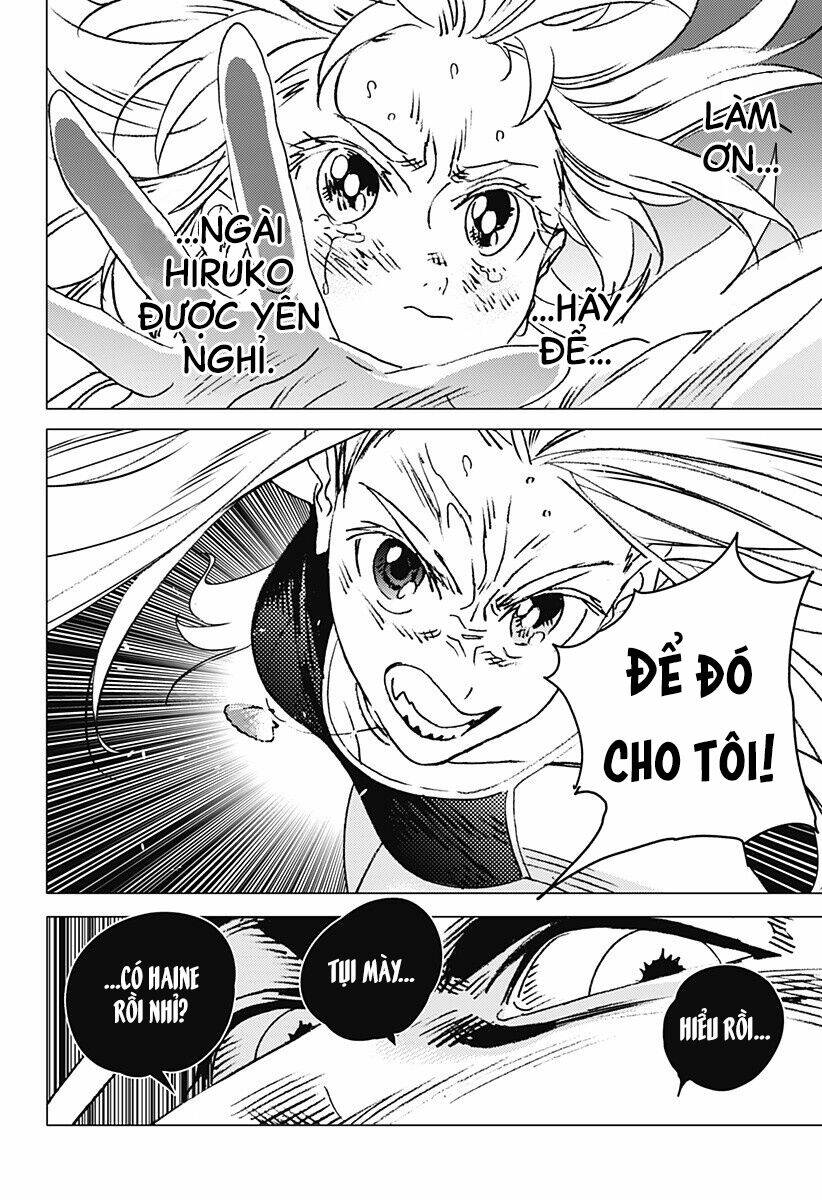 LÀM
ƠN...
...HÃY
ĐỂ...
...NGÀI
HIRUKO
ĐƯỢC YÊN
NGHỈ.
ĐỂ ĐÓ
CHO TÔI!
HIỂU RỒI...
TỤI MÀY...
...CÓ HAINE
RỒI NHỈ?